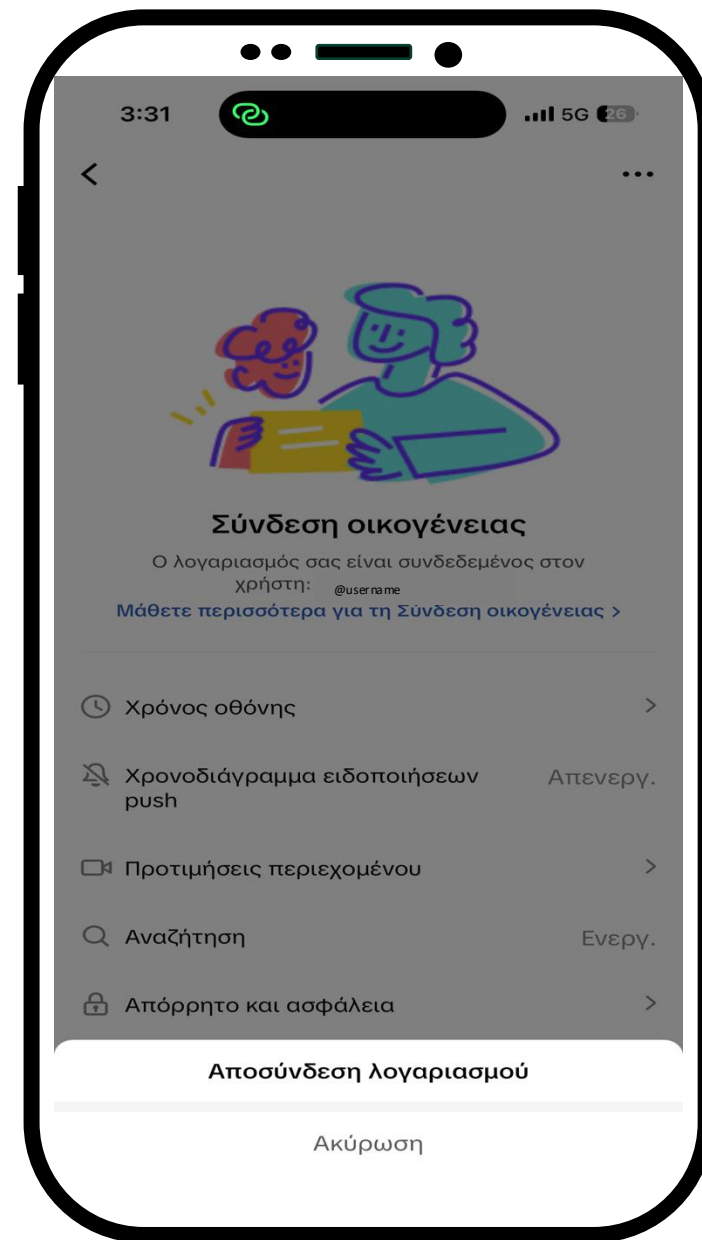 3:31 5G 26
Σύνδεση οικογένειας
Ο λογαριασμός σας είναι συνδεδεμένος στον
χρήστη: @username
Μάθετε περισσότερα για τη Σύνδεση οικογένειας >
Χρόνος οθόνης >
Χρονοδιάγραμμα ειδοποιήσεων Απενεργ.
push
Προτιμήσεις περιεχομένου >
Αναζήτηση Ενεργ.
Απόρρητο και ασφάλεια >
Αποσύνδεση λογαριασμού
Ακύρωση